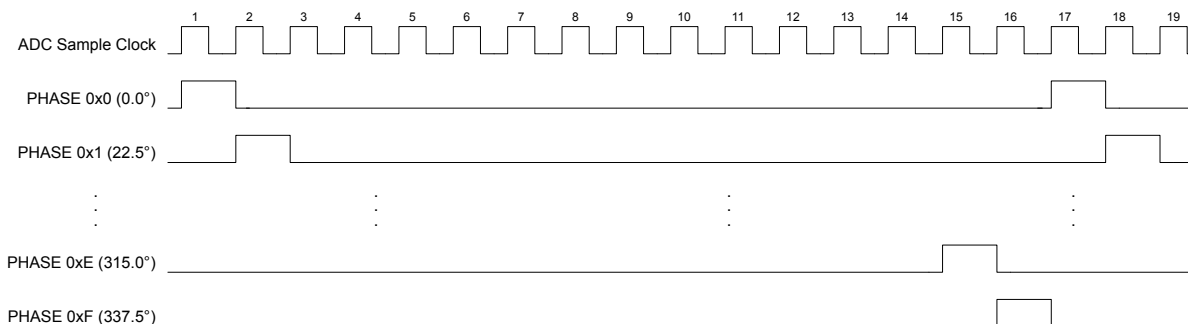 1 2 3 4 5 6 7 8 9 10 11 12 13 14 15 16 17 18 19
ADC Sample Clock
PHASE 0x0 (0.0°)
PHASE 0x1 (22.5°)
PHASE 0xE (315.0°)
PHASE 0xF (337.5°)